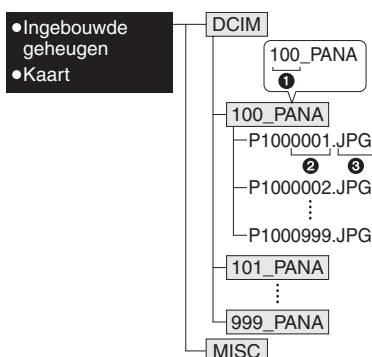 ●Ingebouwde
geheugen
●Kaart
DCIM
100_PANA
❶
100_PANA
P1000001.JPG
❷ ❸
P1000002.JPG
P1000999.JPG
101_PANA
999_PANA
MISC